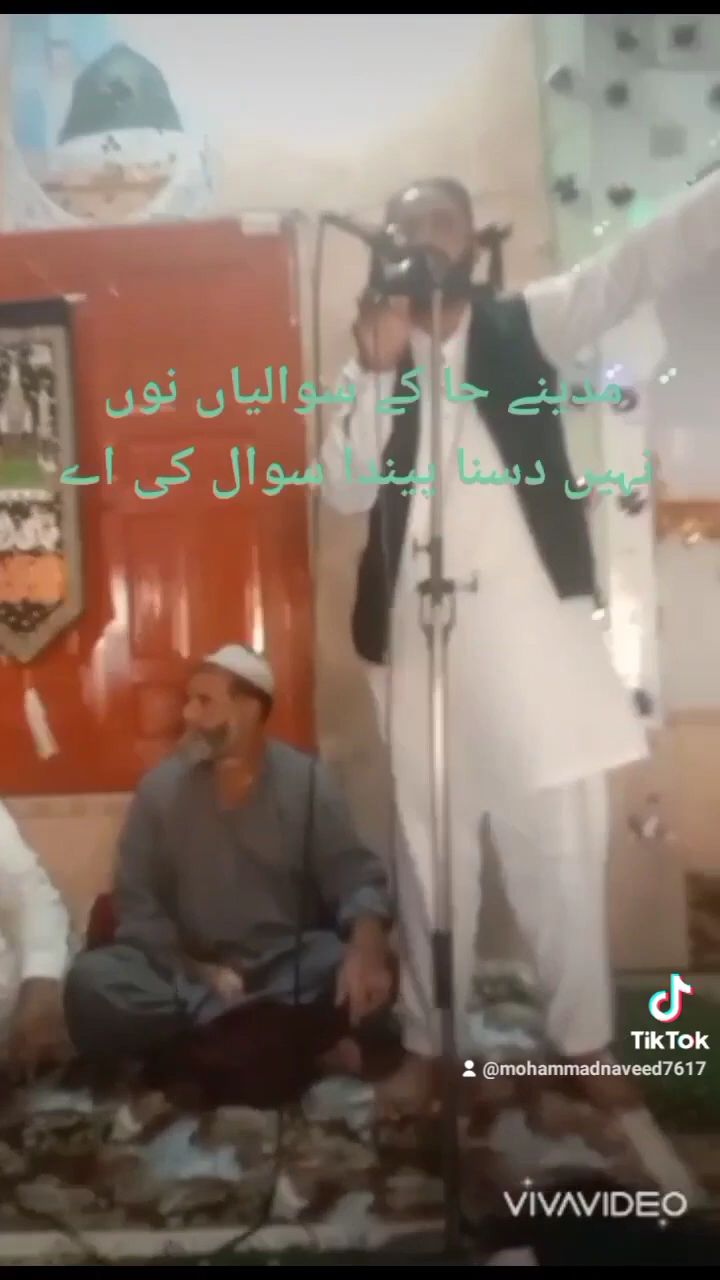 مدینے جا کے سوالیاں نوں
نہیں دسنا پیندا سوال کی اے
TikTok
@mohammadnaveed7617
VIVAVIDEO